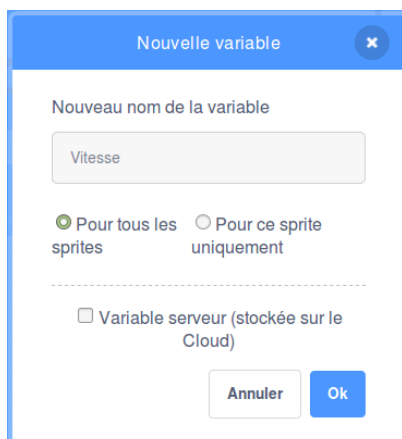 Nouvelle variable
Nouveau nom de la variable
Vitesse
Pour tous les sprites
Pour ce sprite uniquement
Variable serveur (stockée sur le
Cloud)
Annuler
Ok